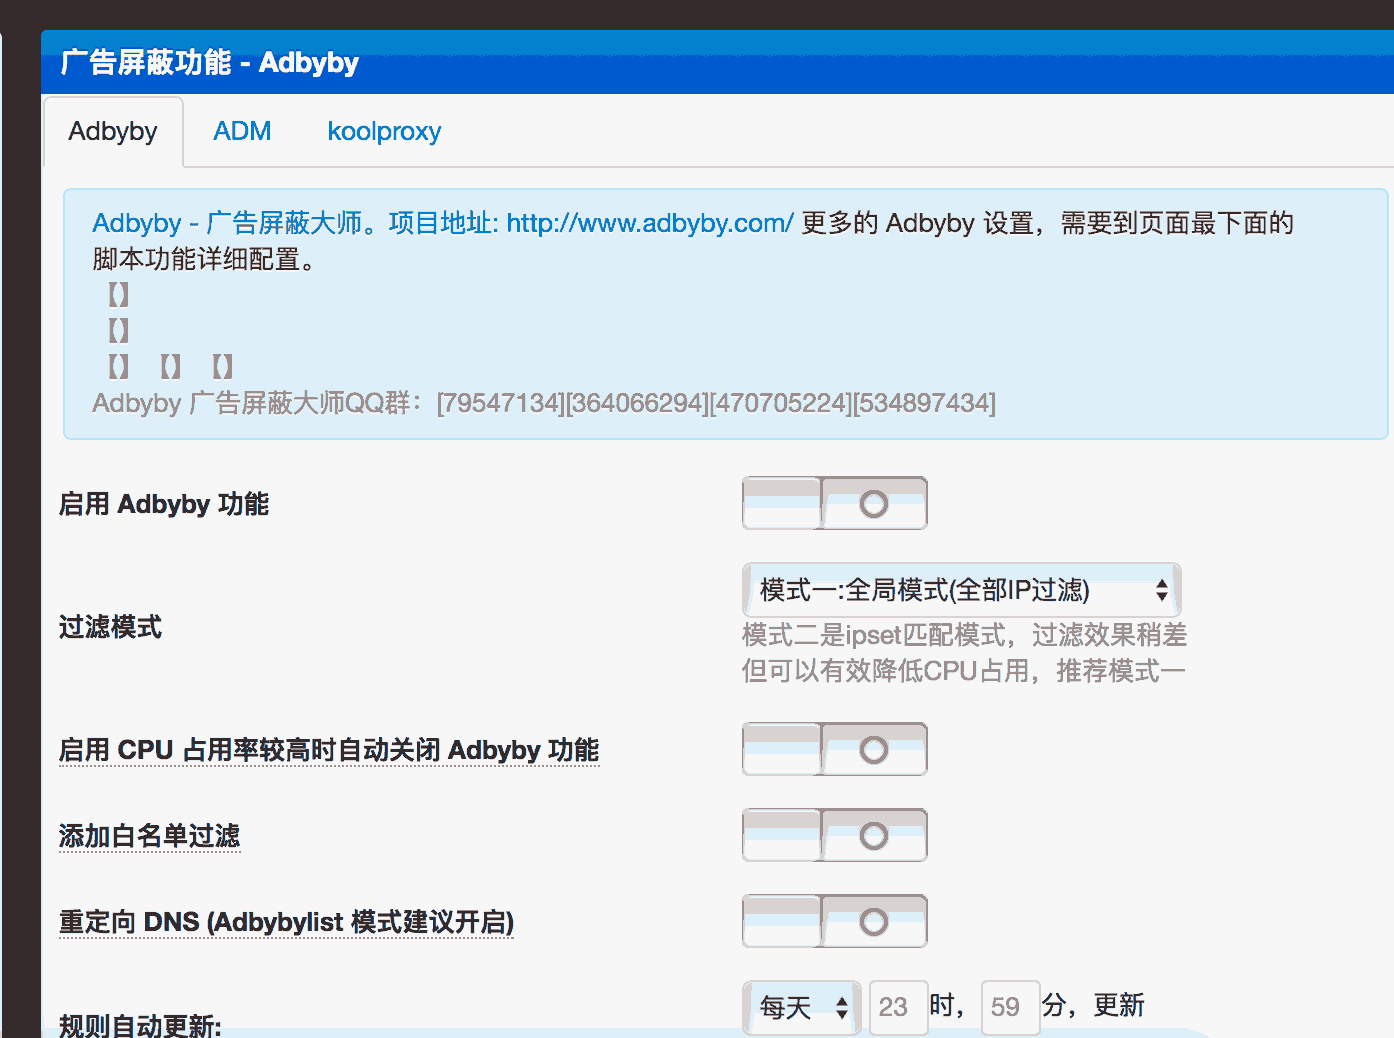 广告屏蔽功能 - Adbyby
Adbyby ADM koolproxy
Adbyby - 广告屏蔽大师。项目地址: http://www.adbyby.com/ 更多的 Adbyby 设置，需要到页面最下面的
脚本功能详细配置。
【】
【】
【】 【】 【】
Adbyby 广告屏蔽大师QQ群：[79547134][364066294][470705224][534897434]
启用 Adbyby 功能
模式一:全局模式(全部IP过滤)
过滤模式
模式二是ipset匹配模式，过滤效果稍差
但可以有效降低CPU占用，推荐模式一
启用 CPU 占用率较高时自动关闭 Adbyby 功能
添加白名单过滤
重定向 DNS (Adbybylist 模式建议开启)
规则自动更新: 每天 23 时， 59 分，更新